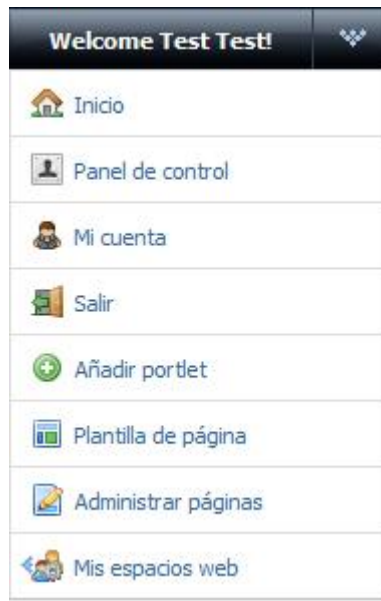 Welcome Test Test!
Inicio
Panel de control
Mi cuenta
Salir
Añadir portlet
Plantilla de página
Administrar páginas
Mis espacios web